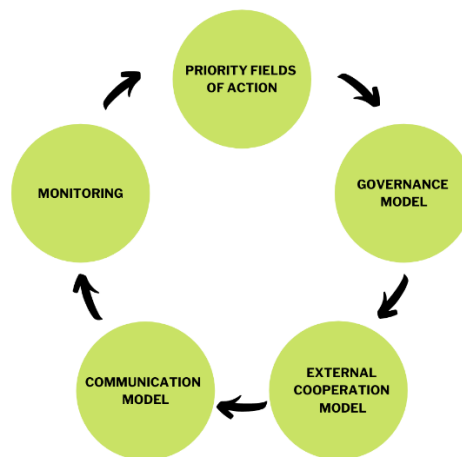 PRIORITY FIELDS
OF ACTION
GOVERNANCE
MODEL
EXTERNAL
COOPERATION
MODEL
COMMUNICATION
MODEL
MONITORING